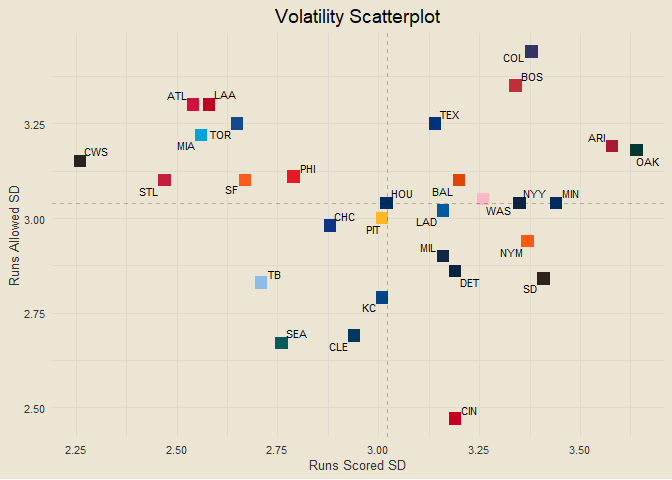 Volatility Scatterplot
COL
BOS
ATL
LAA
TEX
MIA
TOR
ARI
OAK
CWS
PHI
STL
SF
BAL
HOU
NYY
MIN
WAS
LAD
CHC
PIT
NYM
MIL
DET
SD
TB
KC
SEA
CLE
CIN
3.25
3.00
2.75
2.50
Runs Allowed SD
2.25
2.50
2.75
3.00
3.25
3.50
Runs Scored SD